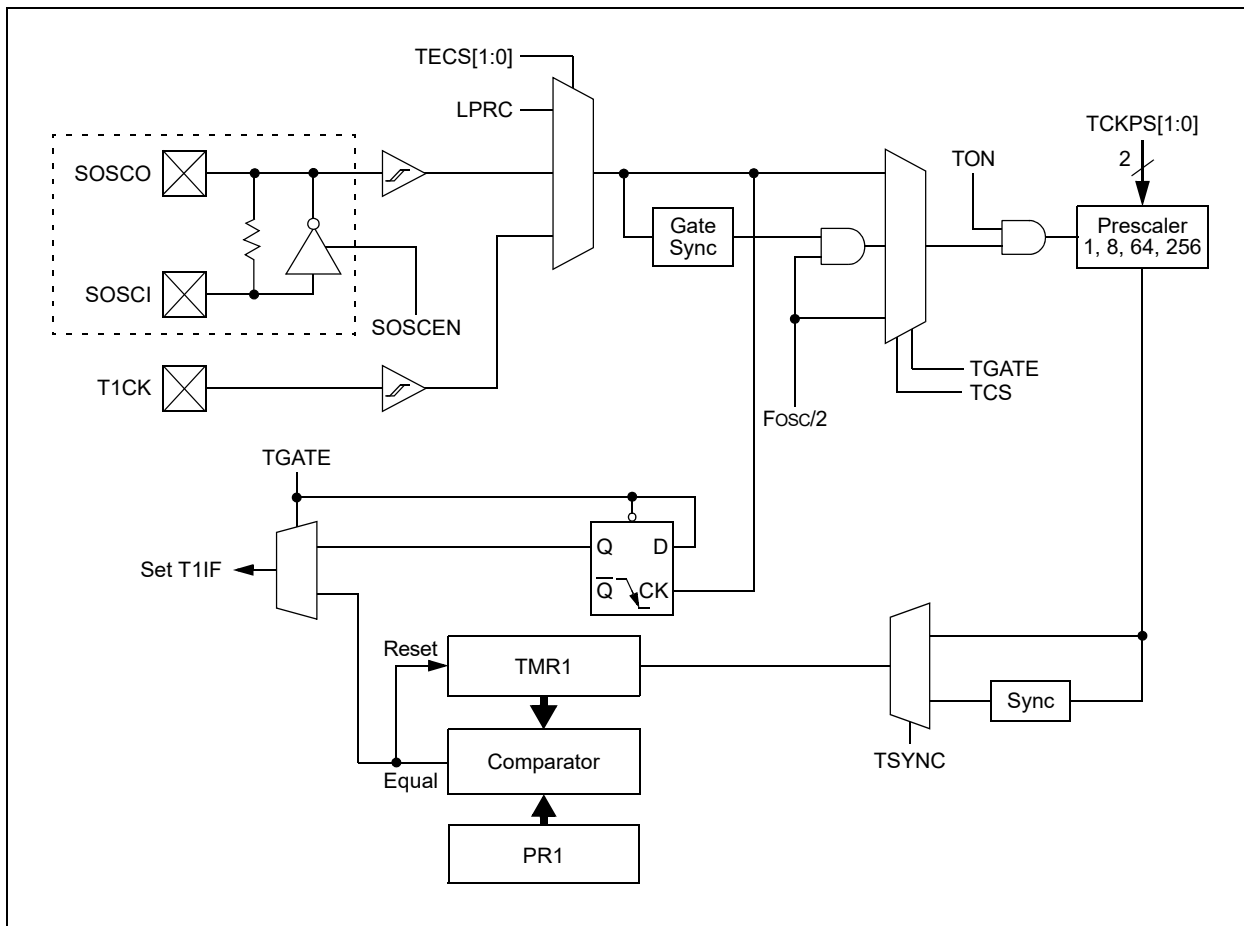 TECS[1:0]
LPRC
TCKPS[1:0]
2
SOSCO
TON
Prescaler
1, 8, 64, 256
Gate
Sync
SOSCI
SOSCEN
T1CK
TGATE
TCS
FOSC/2
TGATE
Q
D
Set T1IF
Q
CK
Reset
TMR1
Sync
Comparator
TSYNC
Equal
PR1